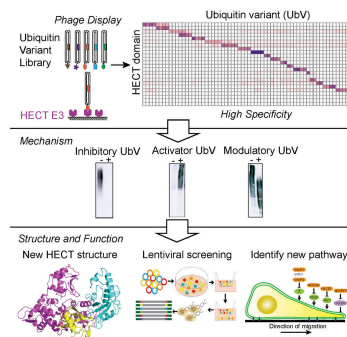 Phage Display
Ubiquitin
Variant
Library
HECT E3
Ubiquitin variant (UbV)
HECT domain
High Specificity
Mechanism
Inhibitory UbV
- +
Activator UbV
- +
Modulatory UbV
- +
Structure and Function
New HECT structure
Lentiviral screening
Identify new pathway
Direction of migration